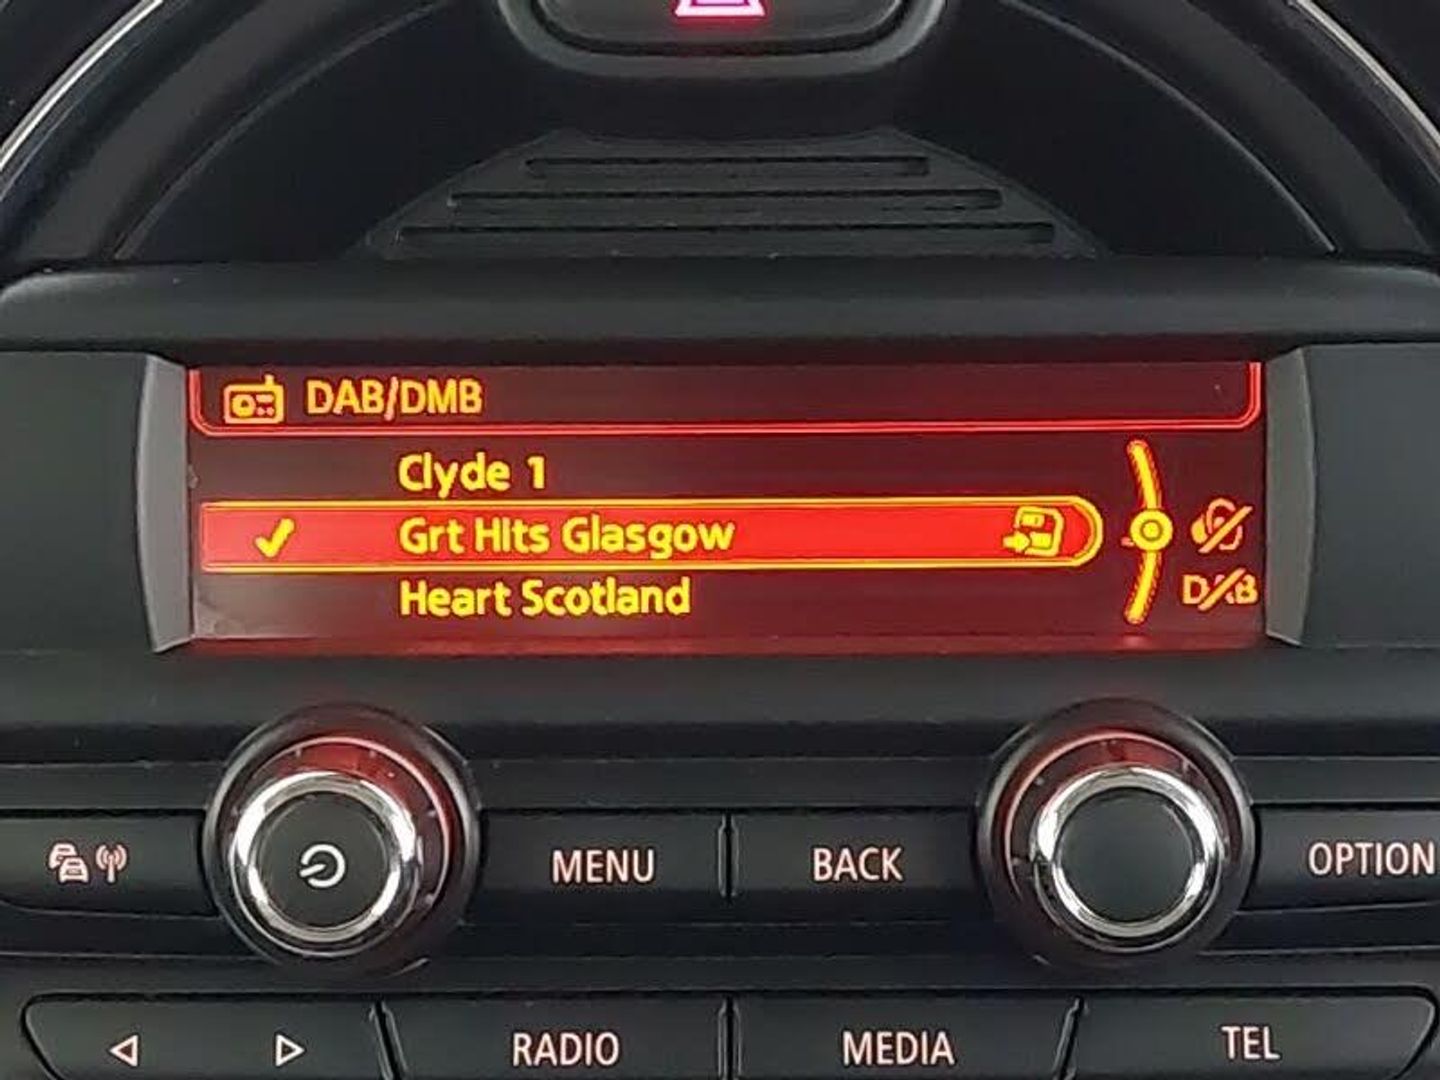 DAB/DMB
Clyde 1
Grt HIts Glasgow
Heart Scotland
DAB
MENU
BACK
OPTION
RADIO
MEDIA
TEL